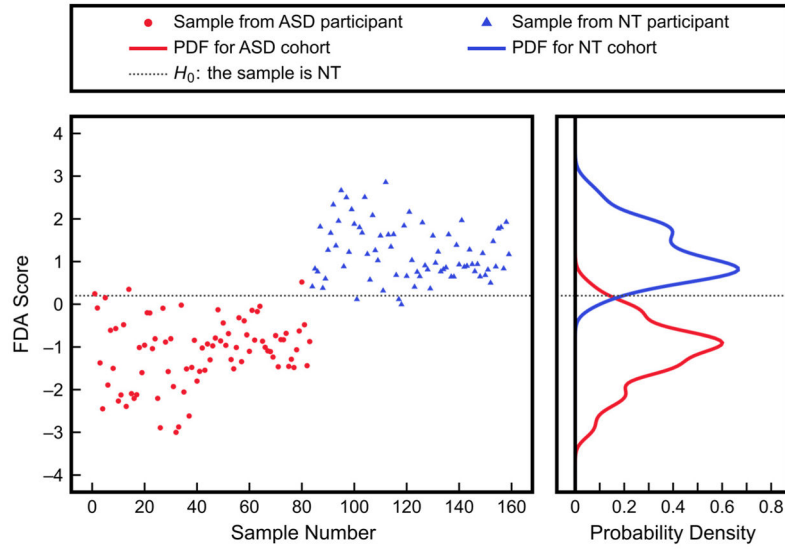 Sample from ASD participant
Sample from NT participant
PDF for ASD cohort
PDF for NT cohort
H₀: the sample is NT
FDA Score
4
3
2
1
0
–1
–2
–3
–4
0 20 40 60 80 100 120 140 160
Sample Number
0 0.2 0.4 0.6 0.8
Probability Density